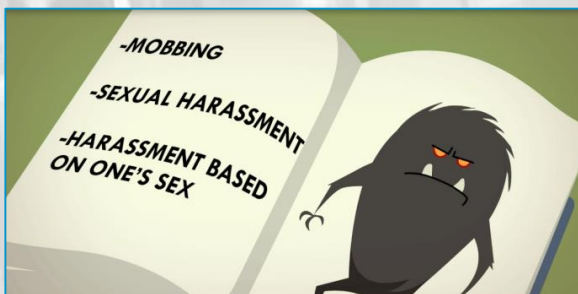 -MOBBING
-SEXUAL HARASSMENT
-HARASSMENT BASED
ON ONE'S SEX